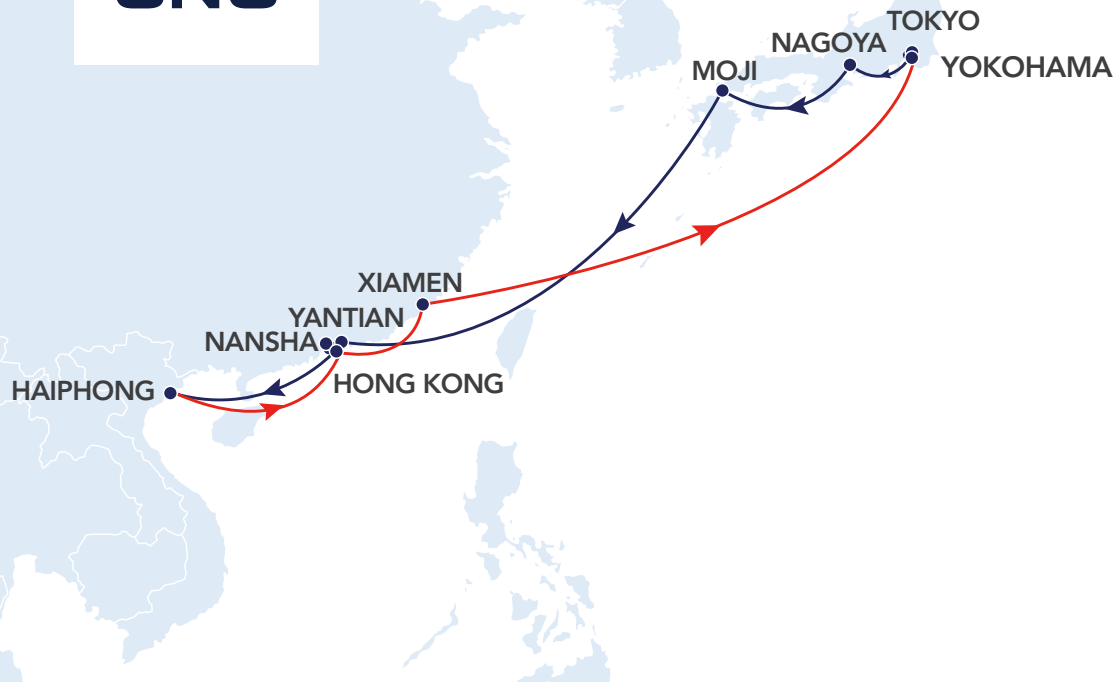 TOKYO
NAGOYA
YOKOHAMA
MOJI
XIAMEN
YANTIAN
NANSHA
HONG KONG
HAIPHONG